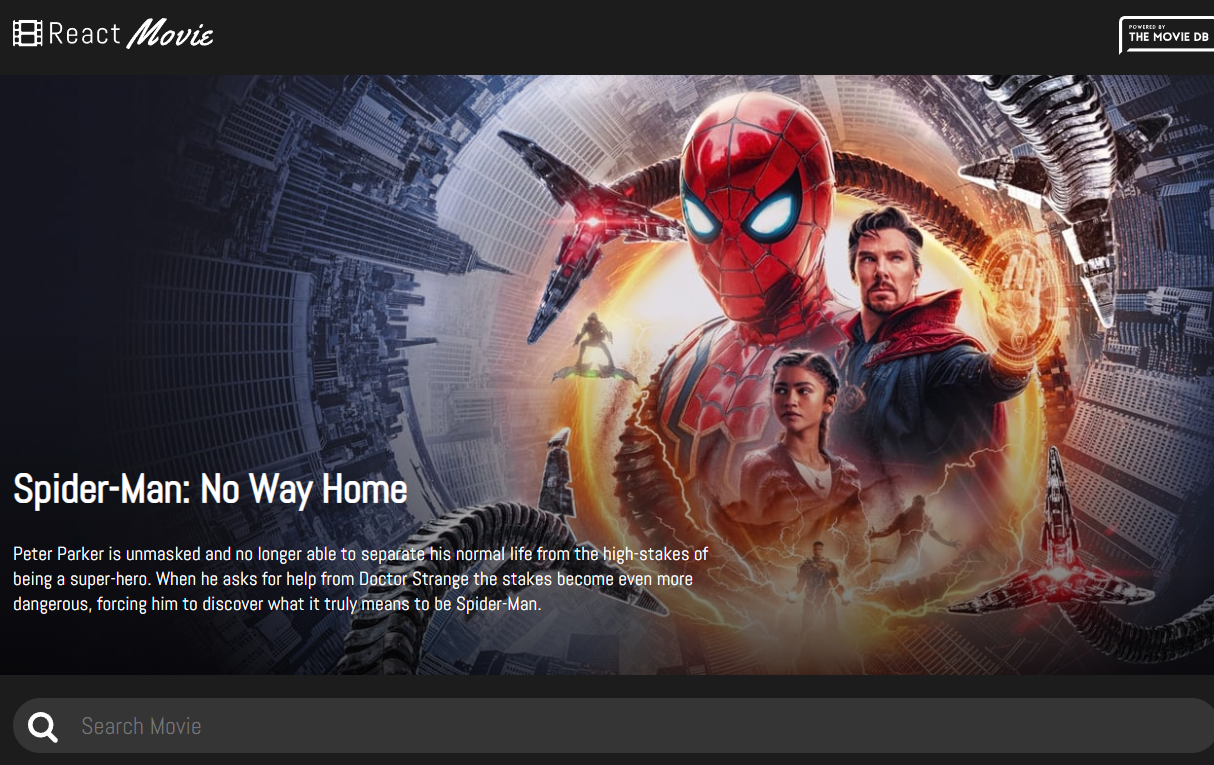 React Movie
POWERED BY
THE MOVIE DB
Spider-Man: No Way Home
Peter Parker is unmasked and no longer able to separate his normal life from the high-stakes of
being a super-hero. When he asks for help from Doctor Strange the stakes become even more
dangerous, forcing him to discover what it truly means to be Spider-Man.
Search Movie